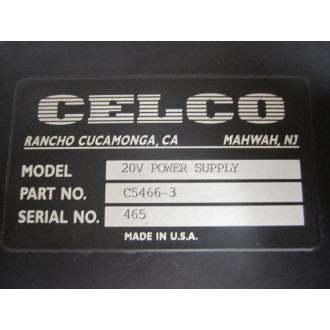 CELCO
RANCHO CUCAMONGA, CA MAHWAH, NJ
MODEL 20V POWER SUPPLY
PART NO. C5466-3
SERIAL NO. 465
MADE IN U.S.A.